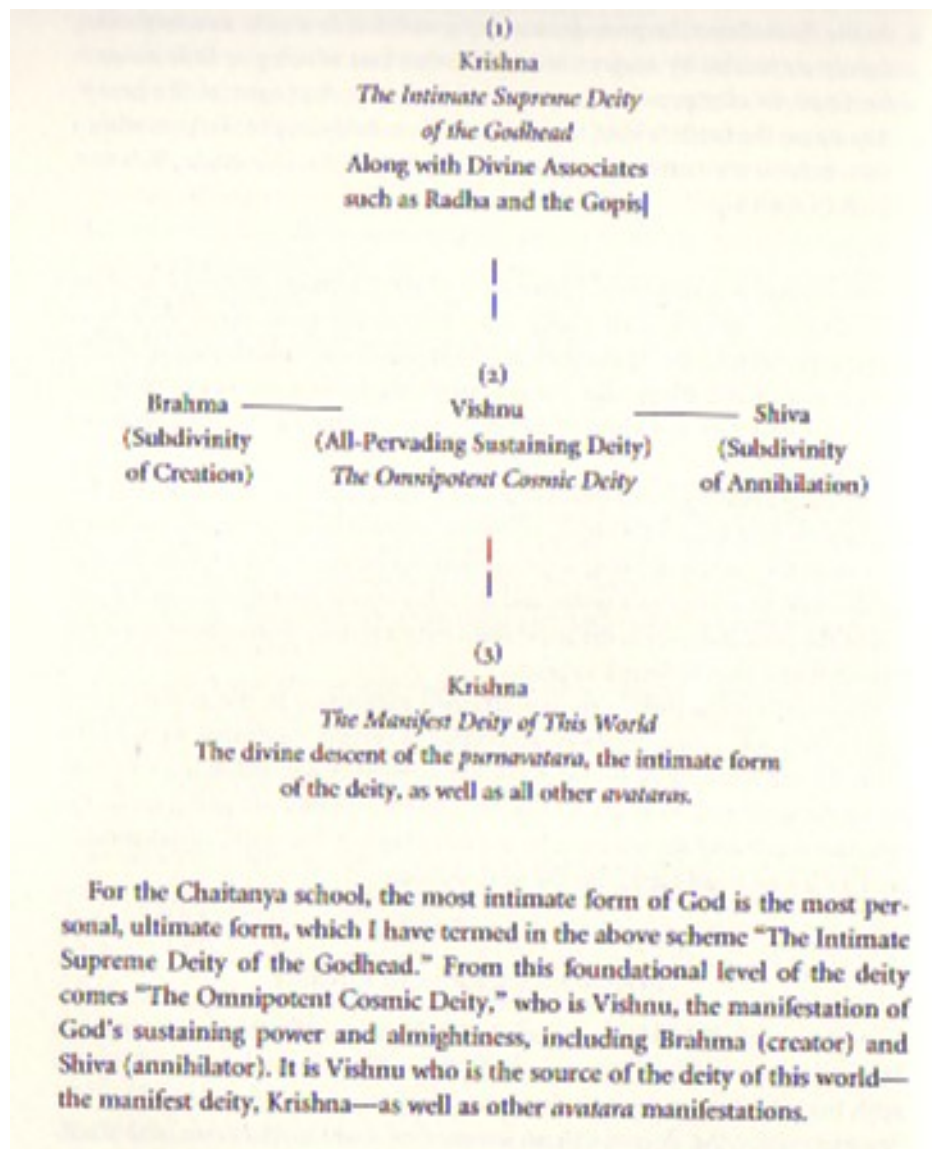 (1)
Krishna
The Intimate Supreme Deity
of the Godhead
Along with Divine Associates
such as Radha and the Gopis
(2)
Brahma
(Subdivinity
of Creation)
Vishnu
(All-Pervading Sustaining Deity)
The Omnipotent Cosmic Deity
Shiva
(Subdivinity
of Annihilation)
(3)
Krishna
The Manifest Deity of This World
The divine descent of the purnavatara, the intimate form
of the deity, as well as all other avataras.
For the Chaitanya school, the most intimate form of God is the most per-
sonal, ultimate form, which I have termed in the above scheme “The Intimate
Supreme Deity of the Godhead.” From this foundational level of the deity
comes “The Omnipotent Cosmic Deity,” who is Vishnu, the manifestation of
God's sustaining power and almightiness, including Brahma (creator) and
Shiva (annihilator). It is Vishnu who is the source of the deity of this world—
the manifest deity, Krishna—as well as other avatara manifestations.